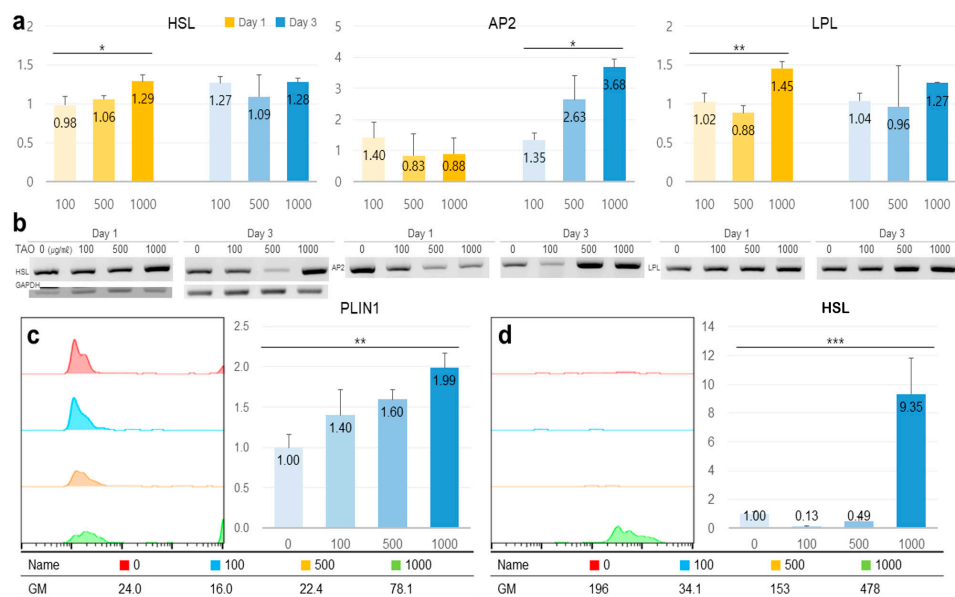 a
HSL
Day 1
Day 3
AP2
LPL
2
1.5
1
0.5
0
*
0.98
1.06
1.29
1.27
1.09
1.28
100 500 1000 100 500 1000
5
4
3
2
1
0
*
1.40
0.83
0.88
1.35
2.63
3.68
100 500 1000 100 500 1000
2
1.5
1
0.5
0
**
1.02
0.88
1.45
1.04
0.96
1.27
100 500 1000 100 500 1000
b
Day 1 Day 3 Day 1 Day 3 Day 1 Day 3
TAO 0 (μg/mℓ) 100 500 1000 0 100 500 1000 0 100 500 1000 0 100 500 1000 0 100 500 1000 0 100 500 1000
HSL AP2 LPL
GAPDH
c
PLIN1
2.5
2.0
1.5
1.0
0.5
0.0
**
1.00
1.40
1.60
1.99
0 100 500 1000
Name 0 100 500 1000
GM 24.0 16.0 22.4 78.1
d
HSL
14
12
10
8
6
4
2
0
***
1.00
0.13
0.49
9.35
0 100 500 1000
Name 0 100 500 1000
GM 196 34.1 153 478